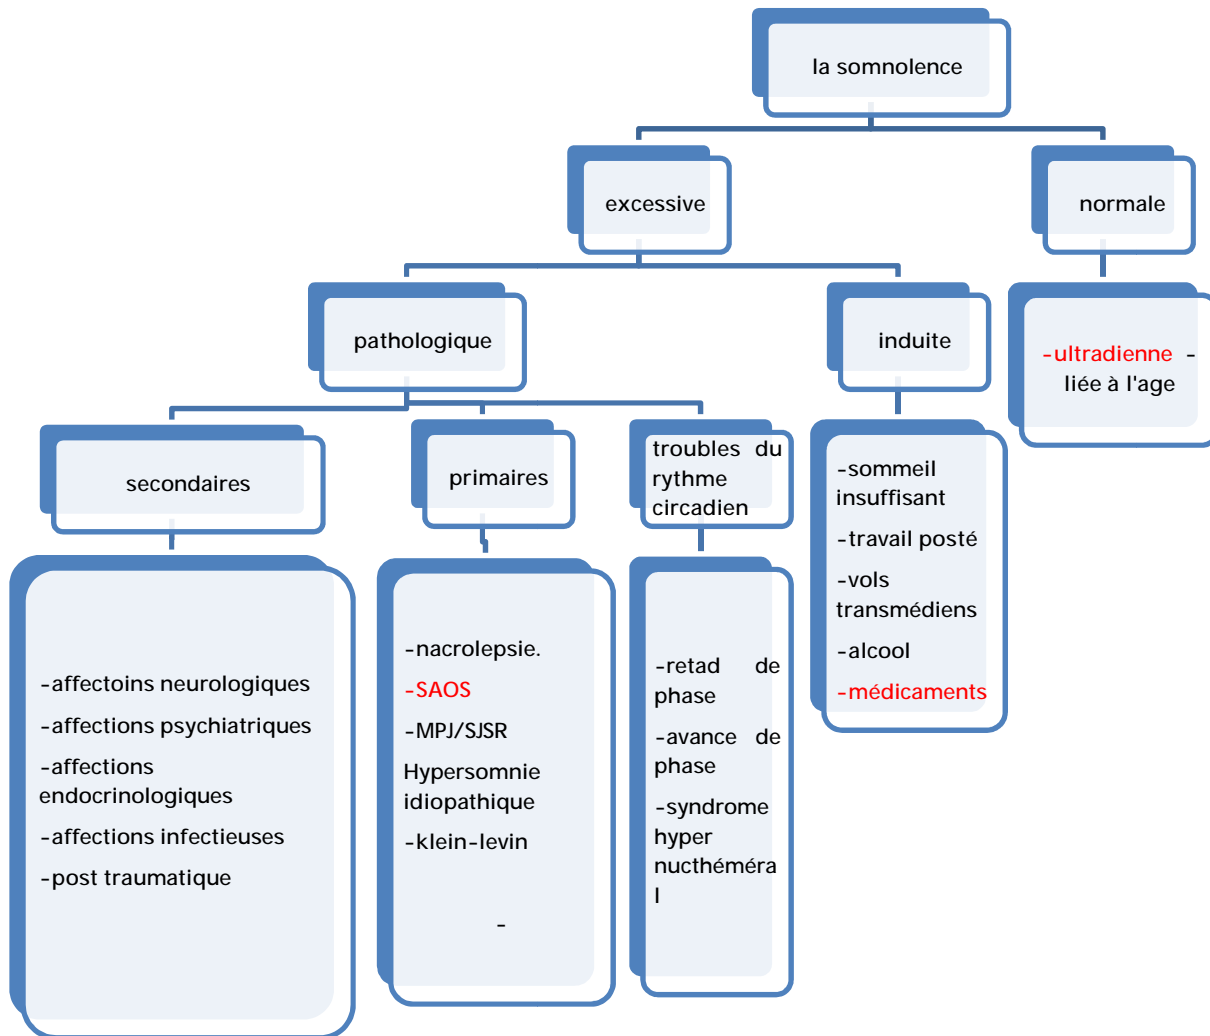 la somnolence
excessive
normale
pathologique
induite
-ultradienne -
liée à l'age
secondaires
primaires
troubles du
rythme
circadien
-sommeil
insuffisant
-travail posté
-vols
transmédiens
-alcool
-médicaments
-affectoins neurologiques
-affections psychiatriques
-affections
endocrinologiques
-affections infectieuses
-post traumatique
-nacrolepsie.
-SAOS
-MPJ/SJSR
Hypersomnie
idiopathique
-klein-levin
-
-retad de
phase
-avance de
phase
-syndrome
hyper
nucthéméra
l